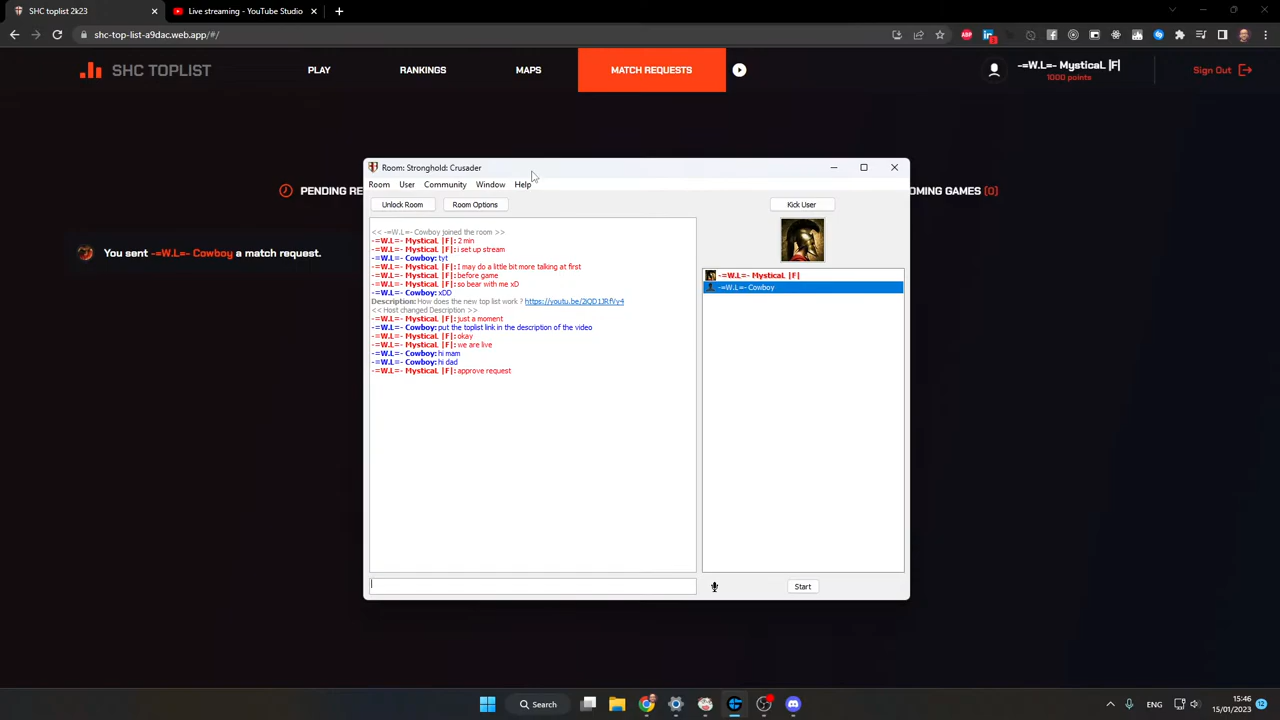 SHC toplist 2k23
Live streaming - YouTube Studio
shc-top-list-a9dac.web.app/#/
SHC TOPLIST
PLAY
RANKINGS
MAPS
MATCH REQUESTS
-=W.L=- MysticaL |F|
1000 points
Sign Out
PENDING RE
OMING GAMES (0)
You sent -=W.L=- Cowboy a match request.
Room: Stronghold: Crusader
Room User Community Window Help
Unlock Room
Room Options
Kick User
<< -=W.L=- Cowboy joined the room >>
-=W.L=- MysticaL |F|: 2 min
-=W.L=- MysticaL |F|: i set up stream
-=W.L=- Cowboy: tyt
-=W.L=- MysticaL |F|: I may do a little bit more talking at first
-=W.L=- MysticaL |F|: before game
-=W.L=- MysticaL |F|: so bear with me xD
-=W.L=- Cowboy: xDD
Description: How does the new top list work ?
<< Host changed Description >>
-=W.L=- MysticaL |F|: just a moment
-=W.L=- Cowboy: put the toplist link in the description of the video
-=W.L=- MysticaL |F|: okay
-=W.L=- MysticaL |F|: we are live
-=W.L=- Cowboy: hi mam
-=W.L=- Cowboy: hi dad
-=W.L=- MysticaL |F|: approve request
-=W.L=- MysticaL |F|
-=W.L=- Cowboy
Start
Search
ENG
15:46
15/01/2023